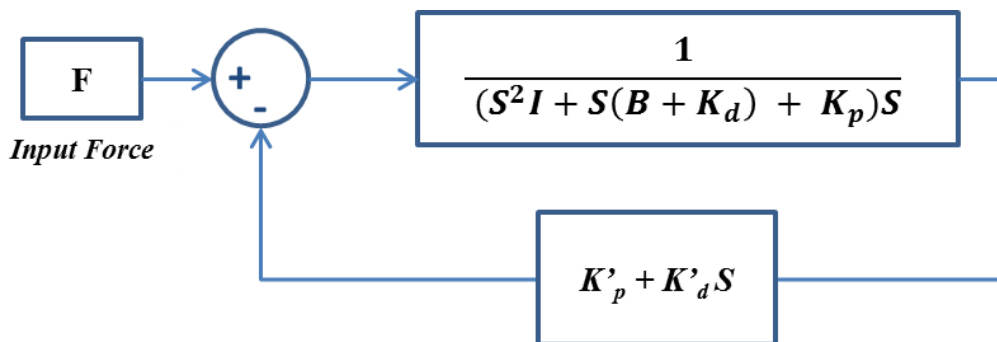 F
Input Force
+
-
1
(S²I + S(B + K_d) + K_p)S
K’_p + K’_d S